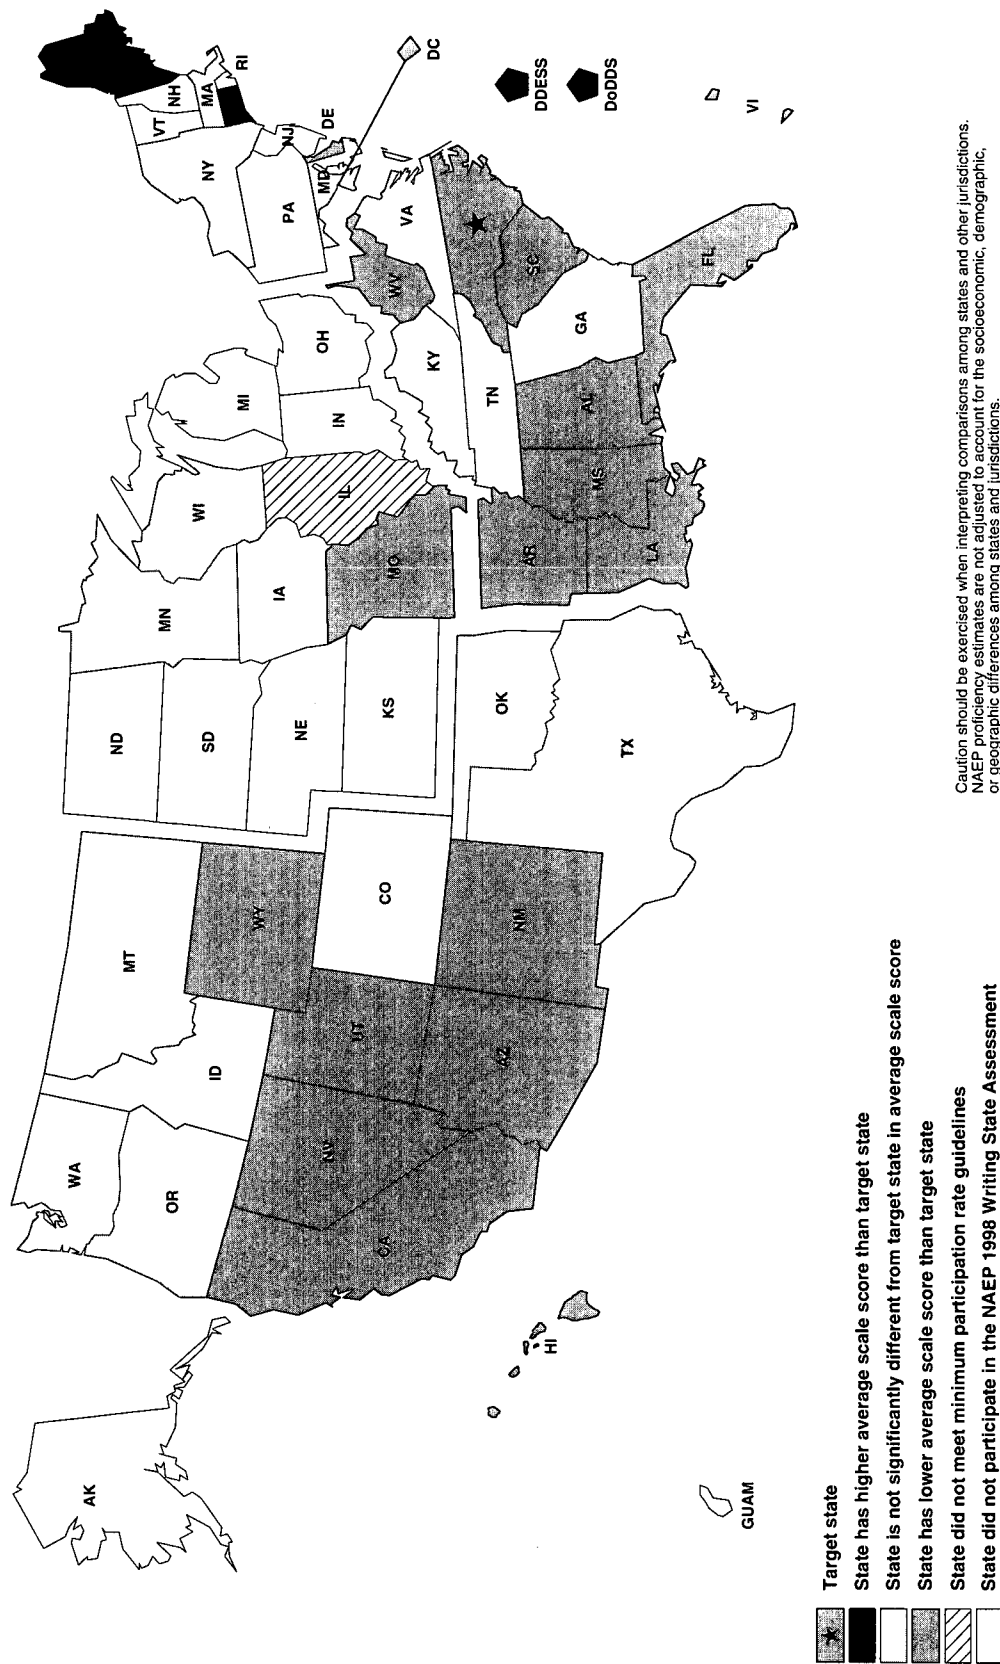 AK
WA
OR
CA
NV
ID
MT
WY
UT
AZ
CO
NM
ND
SD
NE
KS
OK
TX
MN
IA
MO
AR
LA
WI
IL
MS
MI
IN
OH
KY
TN
AL
GA
FL
SC
WV
VA
PA
NY
VT
NH
MA
RI
NJ
DE
MD
DC
HI
GUAM
VI
DDESS
DoDDS
Target state
State has higher average scale score than target state
State is not significantly different from target state in average scale score
State has lower average scale score than target state
State did not meet minimum participation rate guidelines
State did not participate in the NAEP 1998 Writing State Assessment
Caution should be exercised when interpreting comparisons among states and other jurisdictions.
NAEP proficiency estimates are not adjusted to account for the socioeconomic, demographic,
or geographic differences among states and jurisdictions.